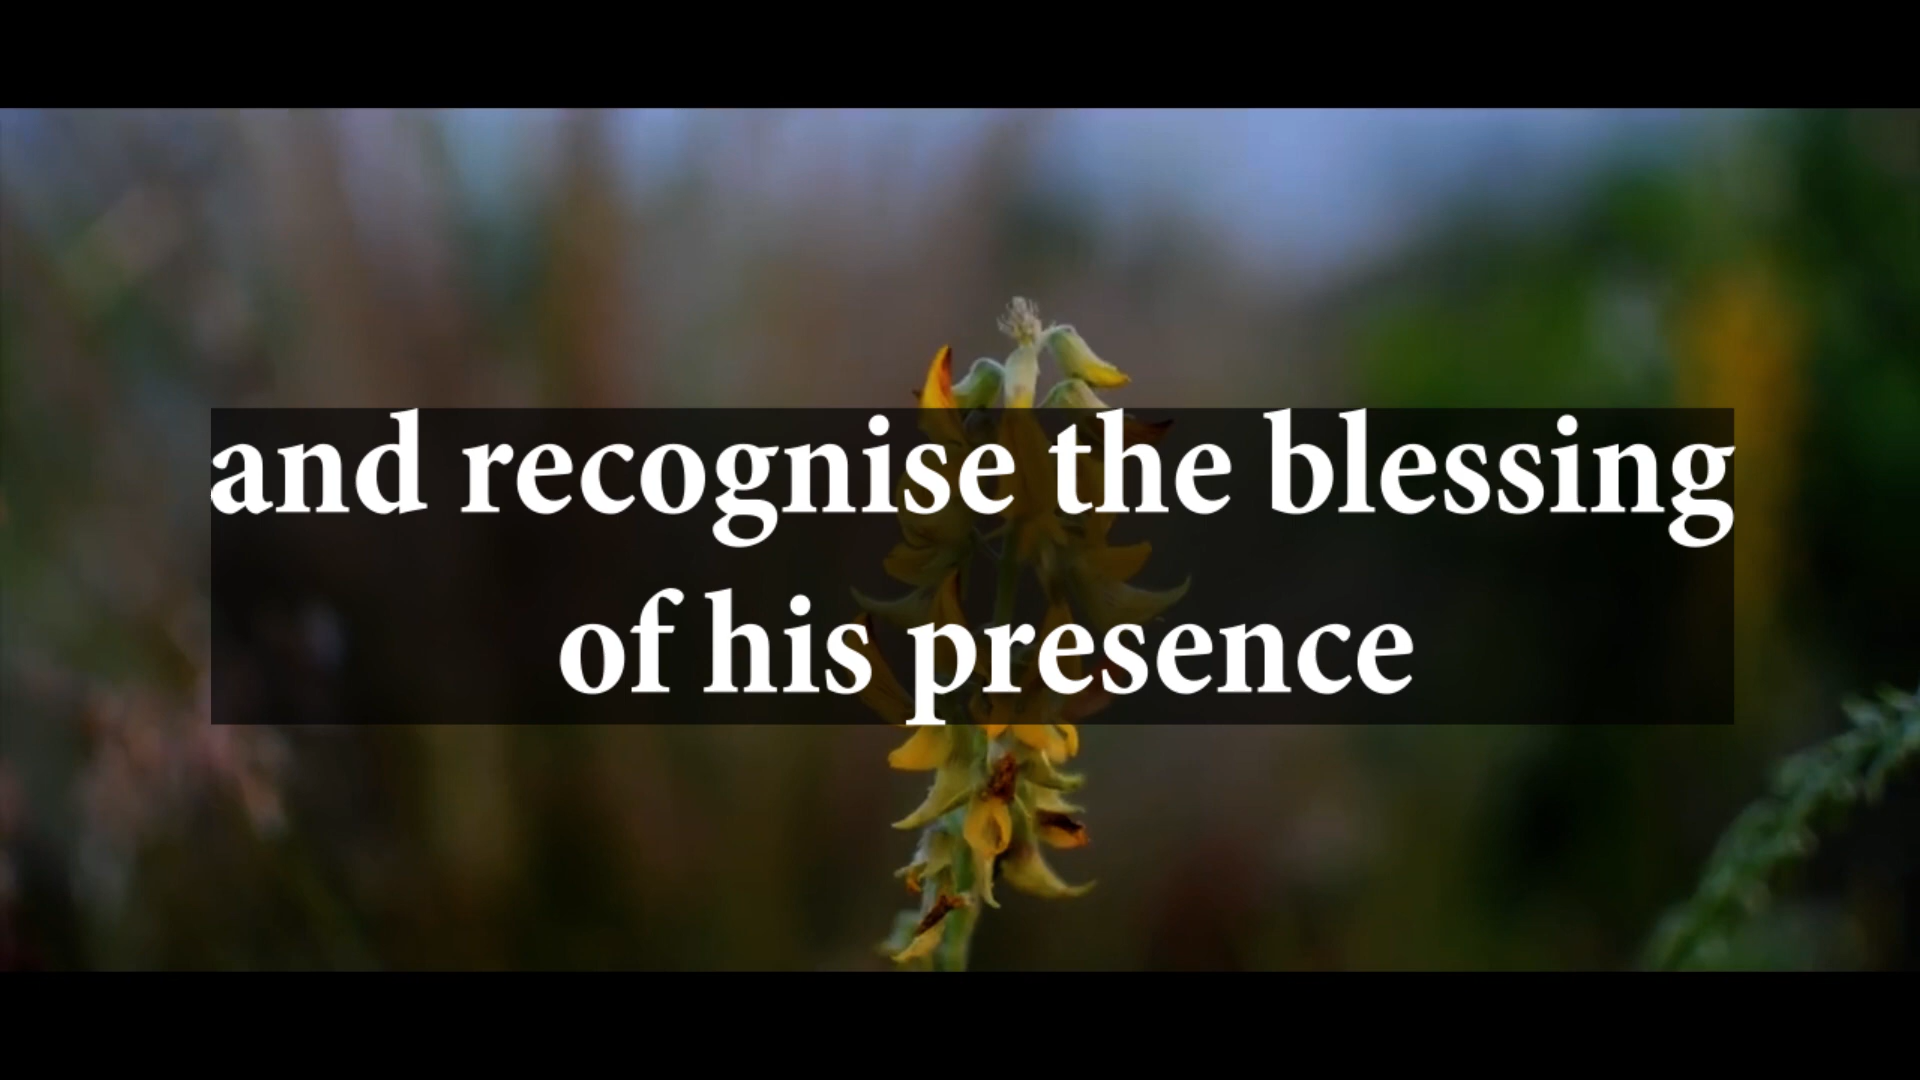 and recognise the blessing
of his presence